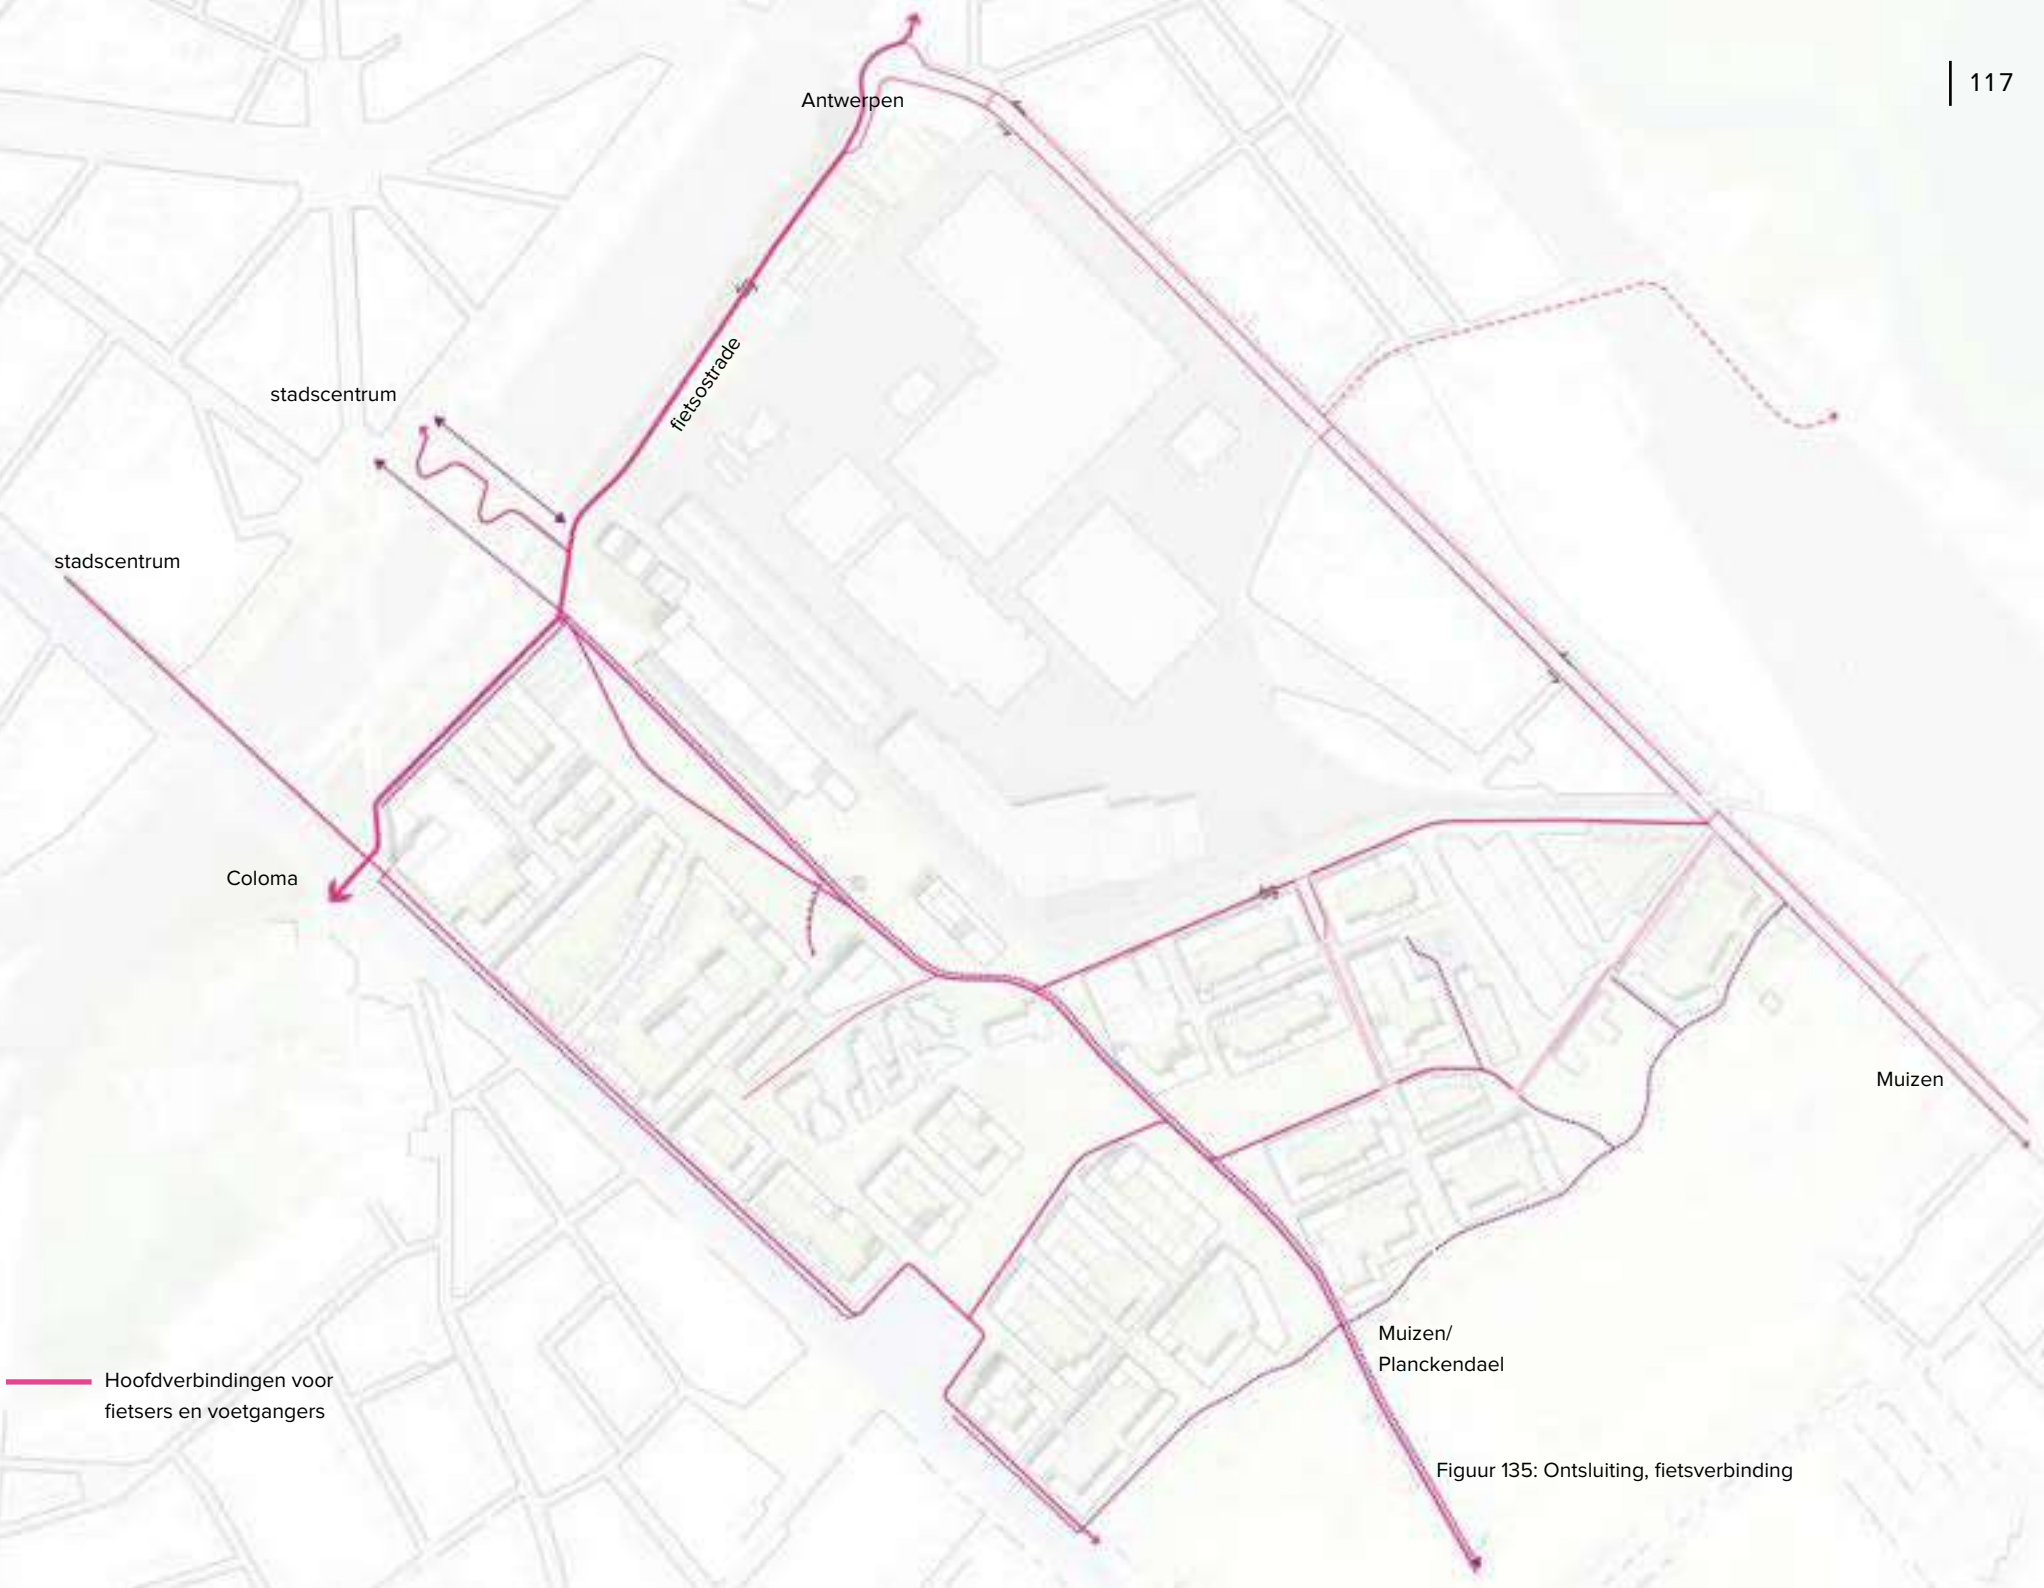 117
Antwerpen
fietsostrade
stadscentrum
stadscentrum
Coloma
Muizen
Muizen/
Planckendael
Hoofdverbindingen voor
fietsers en voetgangers
Figuur 135: Ontsluiting, fietsverbinding